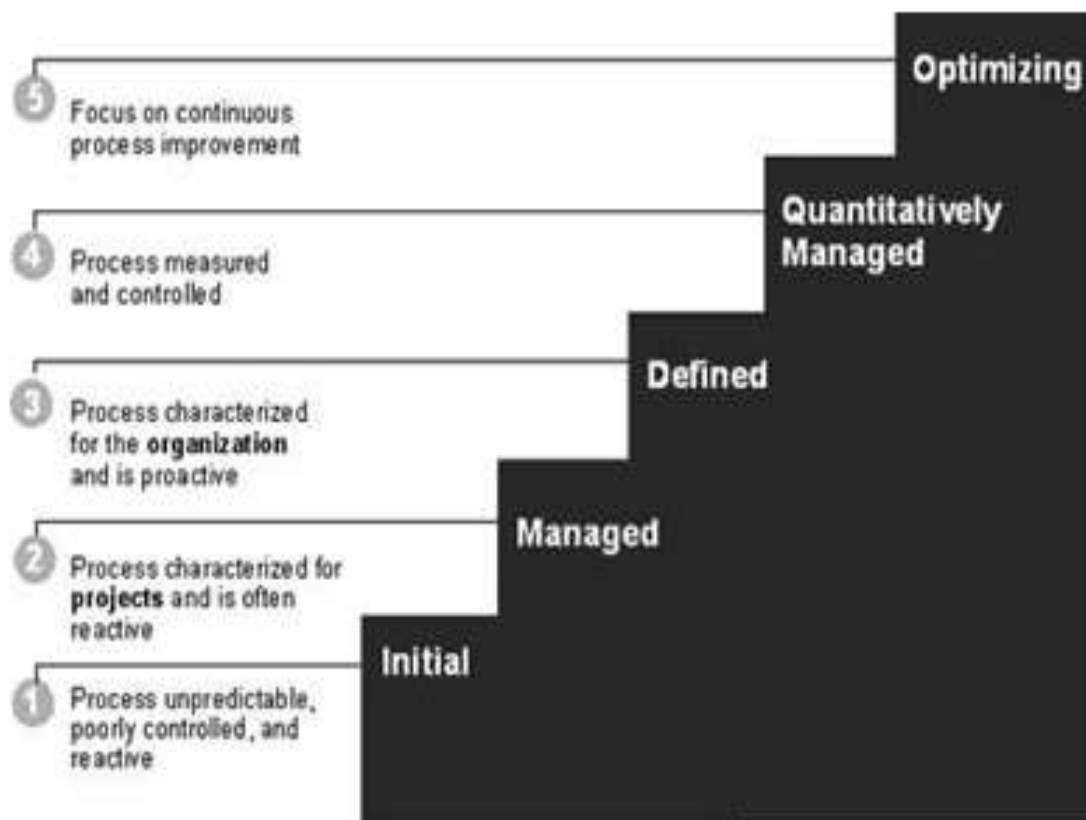 Optimizing
5
Focus on continuous
process improvement
Quantitatively
Managed
4
Process measured
and controlled
Defined
3
Process characterized
for the organization
and is proactive
Managed
2
Process characterized for
projects and is often
reactive
Initial
1
Process unpredictable,
poorly controlled, and
reactive